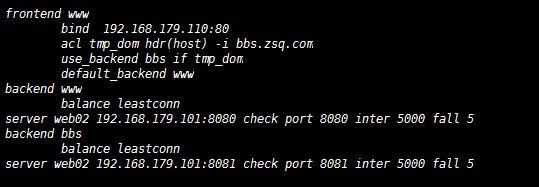 frontend www
bind  192.168.179.110:80
acl tmp_dom hdr(host) -i bbs.zsq.com
use_backend bbs if tmp_dom
default_backend www
backend www
balance leastconn
server web02 192.168.179.101:8080 check port 8080 inter 5000 fall 5
backend bbs
balance leastconn
server web02 192.168.179.101:8081 check port 8081 inter 5000 fall 5